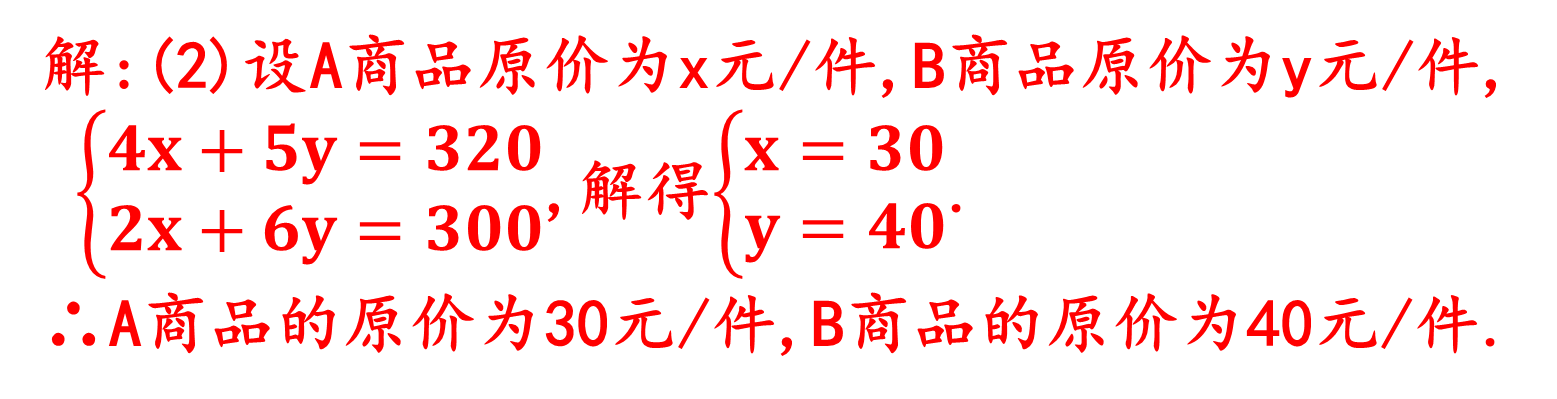 解:(2)设A商品原价为x元/件,B商品原价为y元/件,
{4x + 5y = 320
2x + 6y = 300, 解得{x = 30
y = 40.
∴A商品的原价为30元/件,B商品的原价为40元/件.